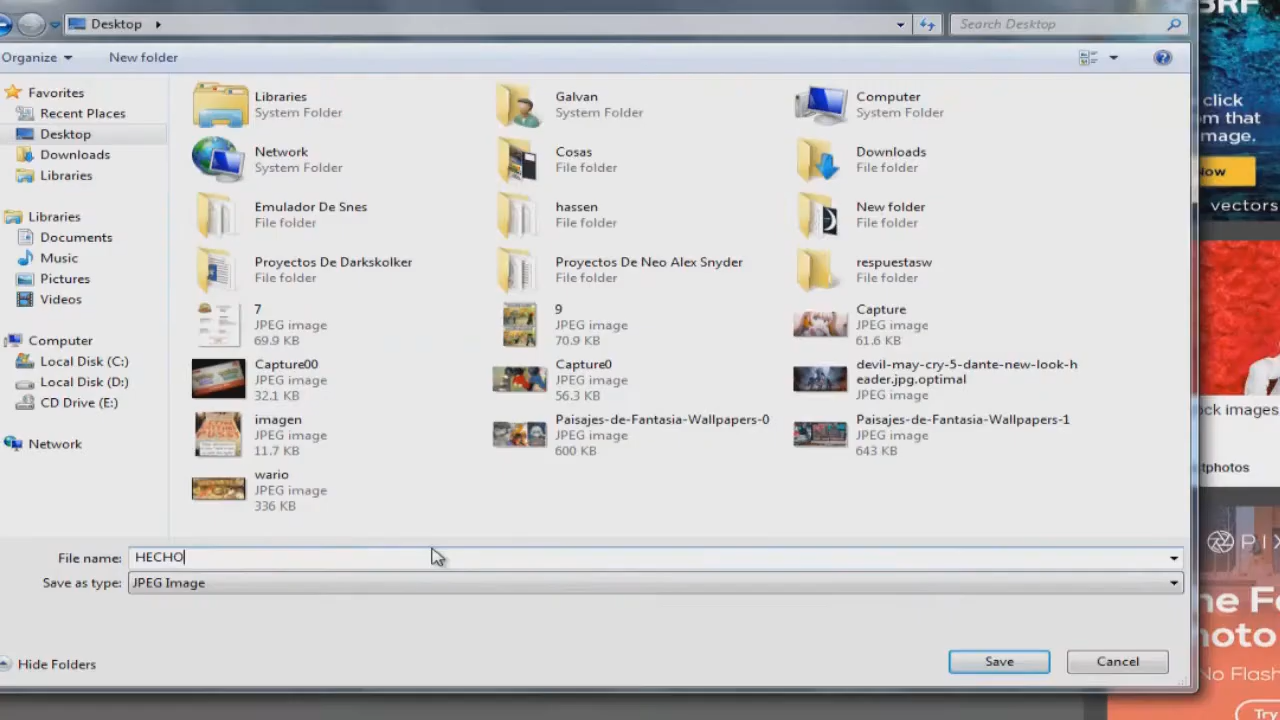 Desktop
Search Desktop
BRF
Organize
New folder
click
m that
mage.
Now
vectors
Favorites
Recent Places
Desktop
Downloads
Libraries
Libraries
Documents
Music
Pictures
Videos
Computer
Local Disk (C:)
Local Disk (D:)
CD Drive (E:)
Network
Libraries
System Folder
Galvan
System Folder
Computer
System Folder
Network
System Folder
Cosas
File folder
Downloads
File folder
Emulador De Snes
File folder
hassen
File folder
New folder
File folder
Proyectos De Darkskolker
File folder
Proyectos De Neo Alex Snyder
File folder
respuestasw
File folder
7
JPEG image
69.9 KB
9
JPEG image
70.9 KB
Capture
JPEG image
61.6 KB
Capture00
JPEG image
32.1 KB
Capture0
JPEG image
56.3 KB
devil-may-cry-5-dante-new-look-h
eader.jpg.optimal
JPEG image
imagen
JPEG image
11.7 KB
Paisajes-de-Fantasia-Wallpapers-0
JPEG image
600 KB
Paisajes-de-Fantasia-Wallpapers-1
JPEG image
643 KB
wario
JPEG image
336 KB
ock images
tphotos
File name: HECHO
Save as type: JPEG Image
Hide Folders
Save
Cancel
PIX
he Fo
hoto
No Flash
Try